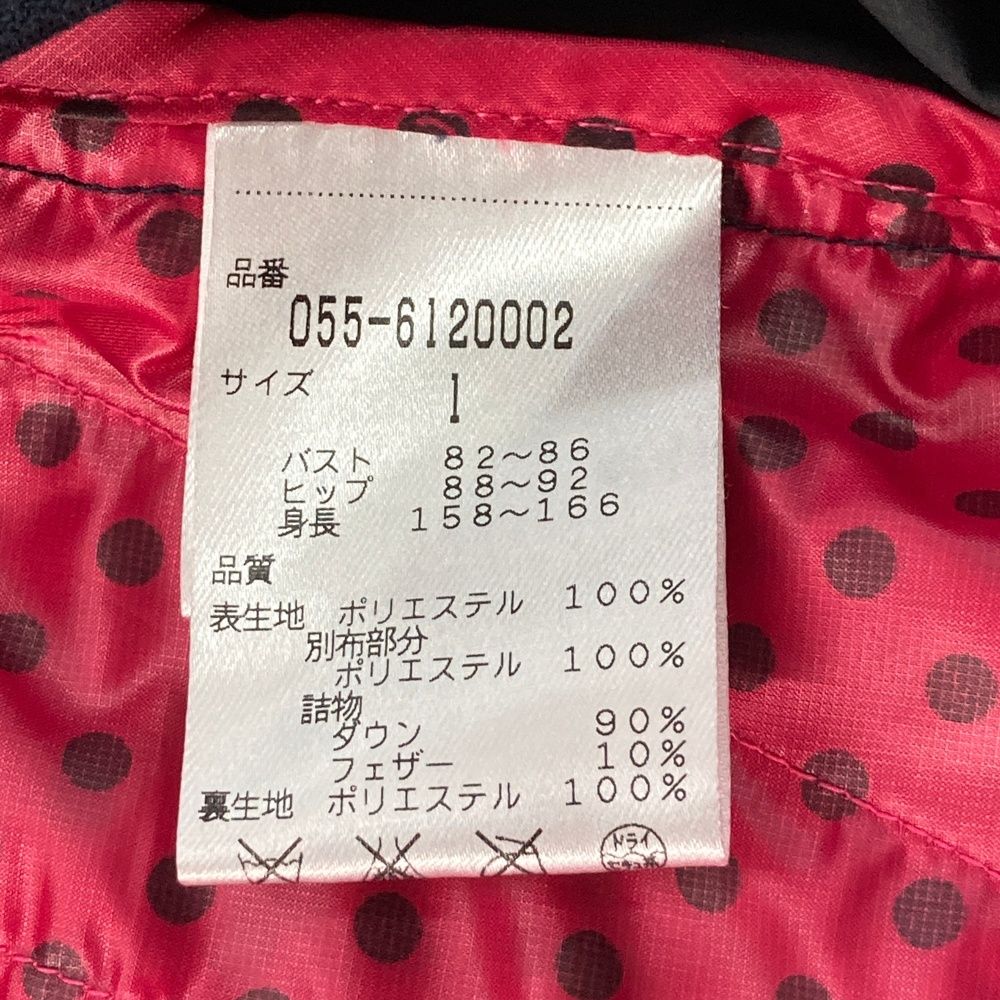 品番
055-6120002
サイズ 1
バスト 82～86
ヒップ 88～92
身長 158～166
品質
表生地 ポリエステル 100%
別布部分
ポリエステル 100%
詰物
ダウン 90%
フェザー 10%
裏生地 ポリエステル 100%
ドライ